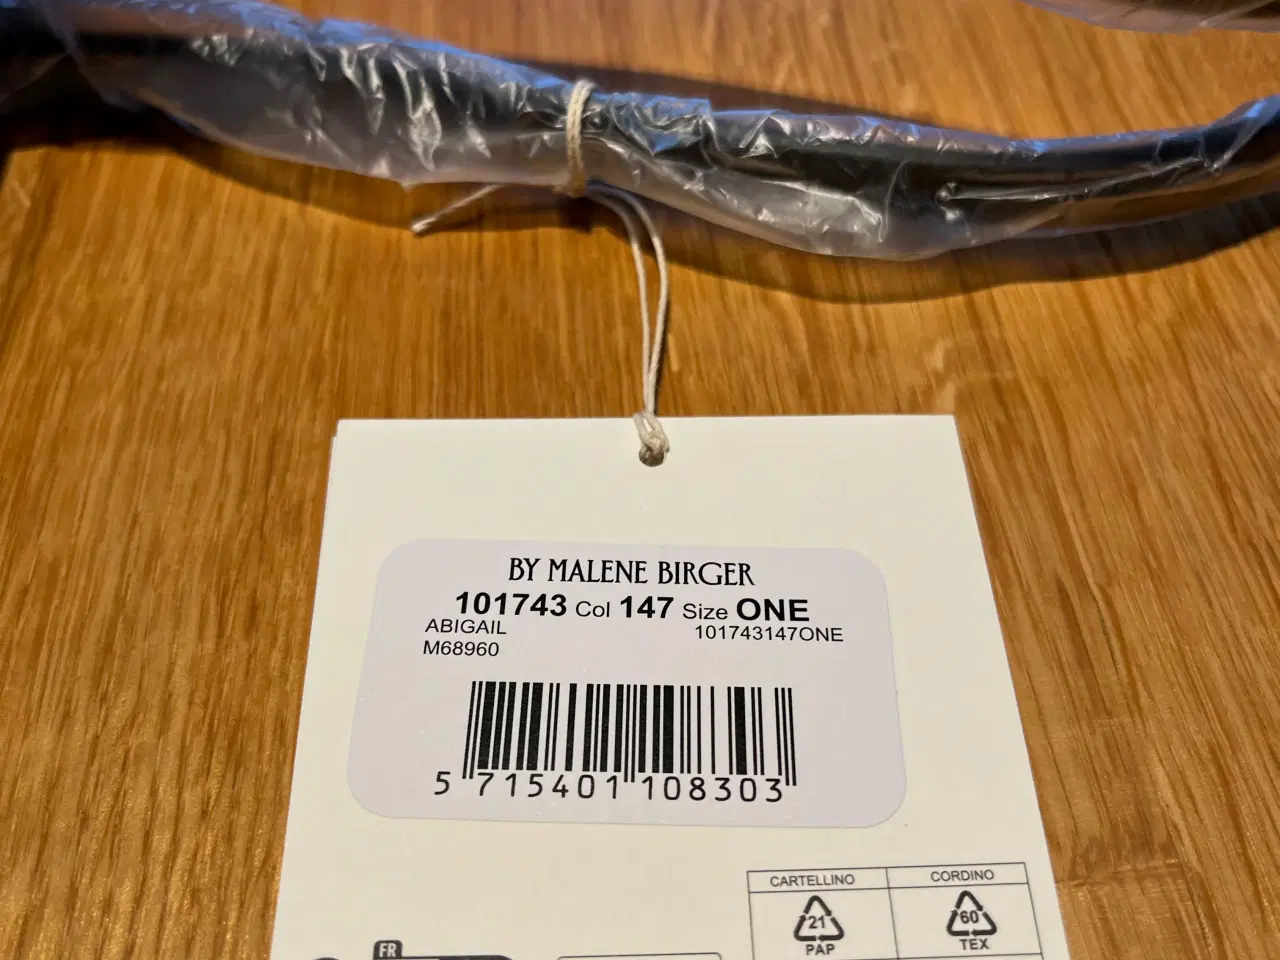 BY MALENE BIRGER
101743 Col 147 Size ONE
ABIGAIL 101743147ONE
M68960
5 715401 108303
CARTELLINO CORDINO
21 60
PAP TEX
FR